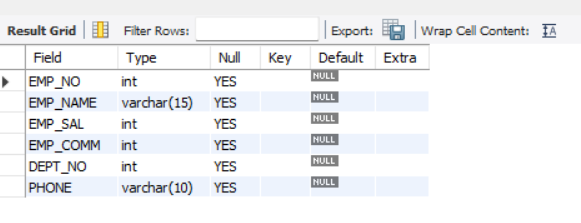 Result Grid Filter Rows: Export: Wrap Cell Content: IA
Field Type Null Key Default Extra
EMP_NO int YES NULL
EMP_NAME varchar(15) YES NULL
EMP_SAL int YES NULL
EMP_COMM int YES NULL
DEPT_NO int YES NULL
PHONE varchar(10) YES NULL